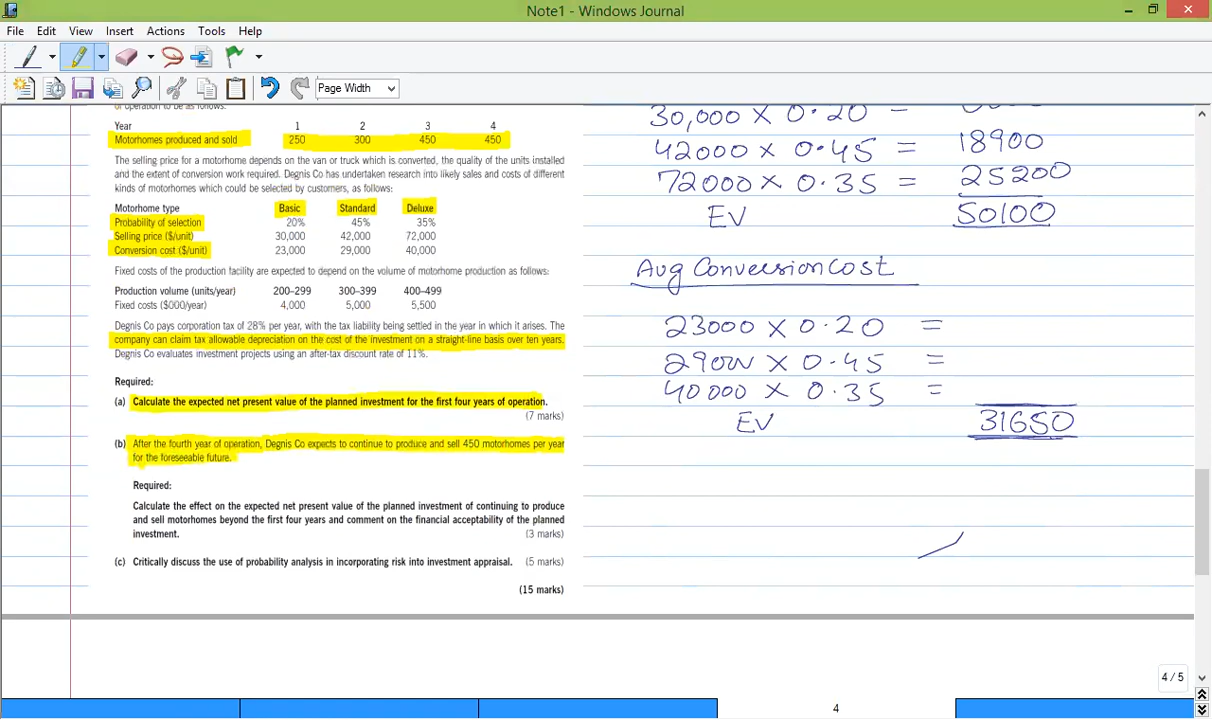 Note1 - Windows Journal
File Edit View Insert Actions Tools Help
Page Width
of operation to be as follows:
Year 1 2 3 4
Motorhomes produced and sold 250 300 450 450
The selling price for a motorhome depends on the van or truck which is converted, the quality of the units installed
and the extent of conversion work required. Degnis Co has undertaken research into likely sales and costs of different
kinds of motorhomes which could be selected by customers, as follows:
Motorhome type Basic Standard Deluxe
Probability of selection 20% 45% 35%
Selling price ($/unit) 30,000 42,000 72,000
Conversion cost ($/unit) 23,000 29,000 40,000
Fixed costs of the production facility are expected to depend on the volume of motorhome production as follows:
Production volume (units/year) 200–299 300–399 400–499
Fixed costs ($000/year) 4,000 5,000 5,500
Degnis Co pays corporation tax of 28% per year, with the tax liability being settled in the year in which it arises. The
company can claim tax allowable depreciation on the cost of the investment on a straight-line basis over ten years.
Degnis Co evaluates investment projects using an after-tax discount rate of 11%.
Required:
(a) Calculate the expected net present value of the planned investment for the first four years of operation.
(7 marks)
(b) After the fourth year of operation, Degnis Co expects to continue to produce and sell 450 motorhomes per year
for the foreseeable future.
Required:
Calculate the effect on the expected net present value of the planned investment of continuing to produce
and sell motorhomes beyond the first four years and comment on the financial acceptability of the planned
investment. (3 marks)
(c) Critically discuss the use of probability analysis in incorporating risk into investment appraisal. (5 marks)
(15 marks)
30,000 X 0.20 =
42000 X 0.45 = 18900
72000 X 0.35 = 25200
EV 50100
Avg Conversion Cost
23000 X 0.20 =
29000 X 0.45 =
40000 X 0.35 =
EV 31650
4 / 5
4